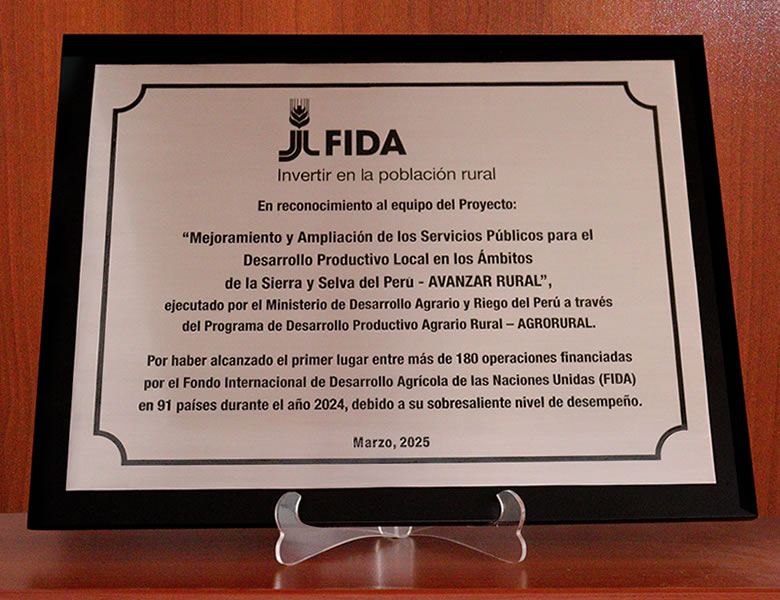 FIDA
Invertir en la población rural
En reconocimiento al equipo del Proyecto:
“Mejoramiento y Ampliación de los Servicios Públicos para el
Desarrollo Productivo Local en los Ámbitos
de la Sierra y Selva del Perú - AVANZAR RURAL”,
ejecutado por el Ministerio de Desarrollo Agrario y Riego del Perú a través
del Programa de Desarrollo Productivo Agrario Rural – AGRORURAL.
Por haber alcanzado el primer lugar entre más de 180 operaciones financiadas
por el Fondo Internacional de Desarrollo Agrícola de las Naciones Unidas (FIDA)
en 91 países durante el año 2024, debido a su sobresaliente nivel de desempeño.
Marzo, 2025